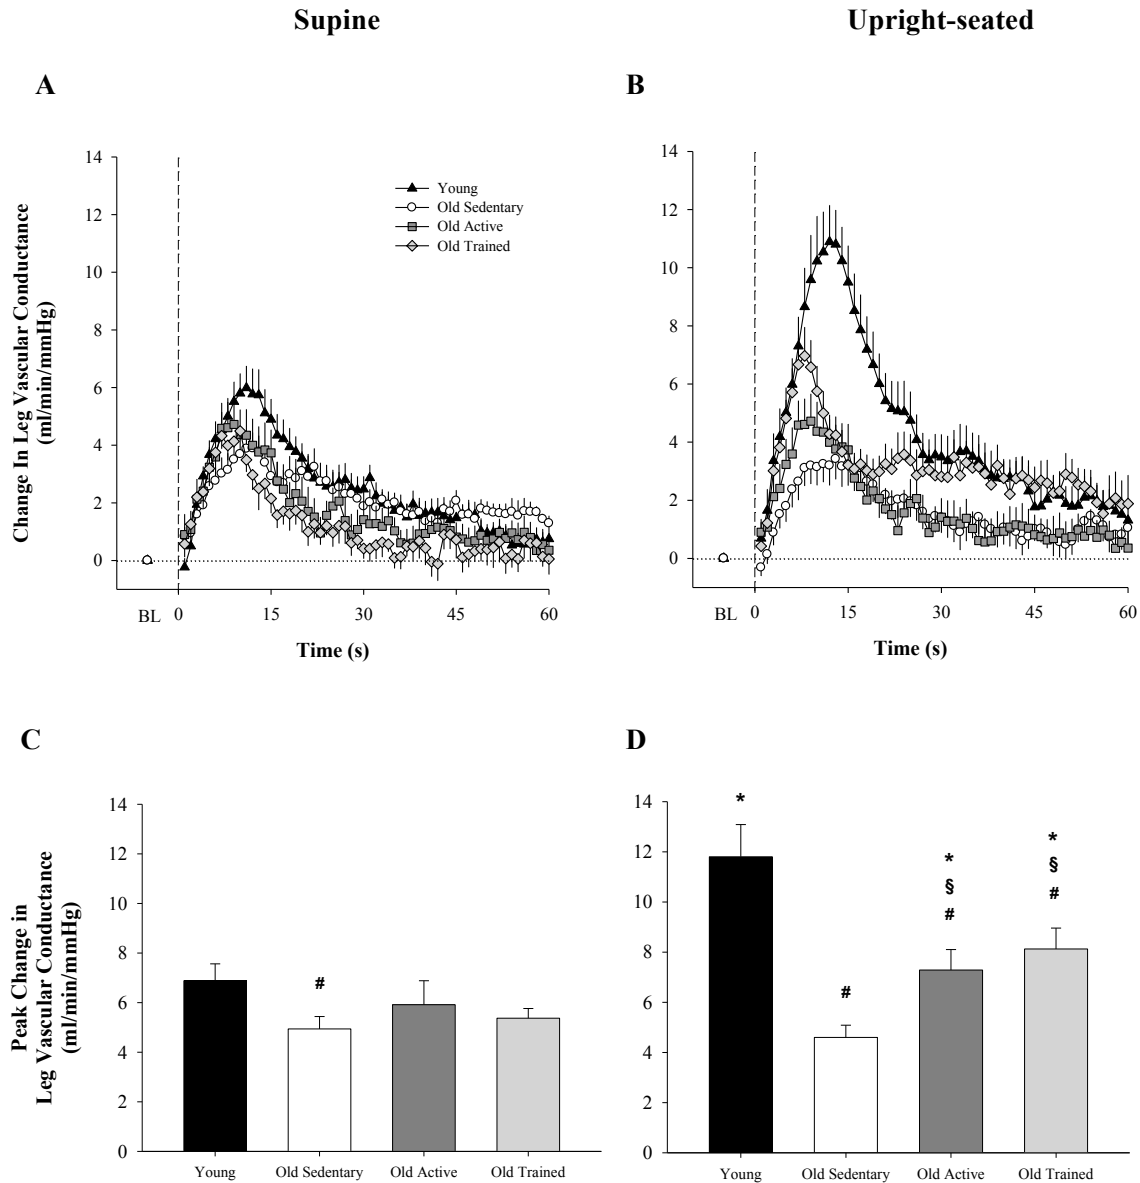 Supine
Upright-seated
A
B
Change In Leg Vascular Conductance
(ml/min/mmHg)
14
12
10
8
6
4
2
0
Young
Old Sedentary
Old Active
Old Trained
BL 0 15 30 45 60
Time (s)
14
12
10
8
6
4
2
0
BL 0 15 30 45 60
Time (s)
C
D
Peak Change in
Leg Vascular Conductance
(ml/min/mmHg)
14
12
10
8
6
4
2
0
#
Young Old Sedentary Old Active Old Trained
14
12
10
8
6
4
2
0
*
#
*
§
#
*
§
#
Young Old Sedentary Old Active Old Trained